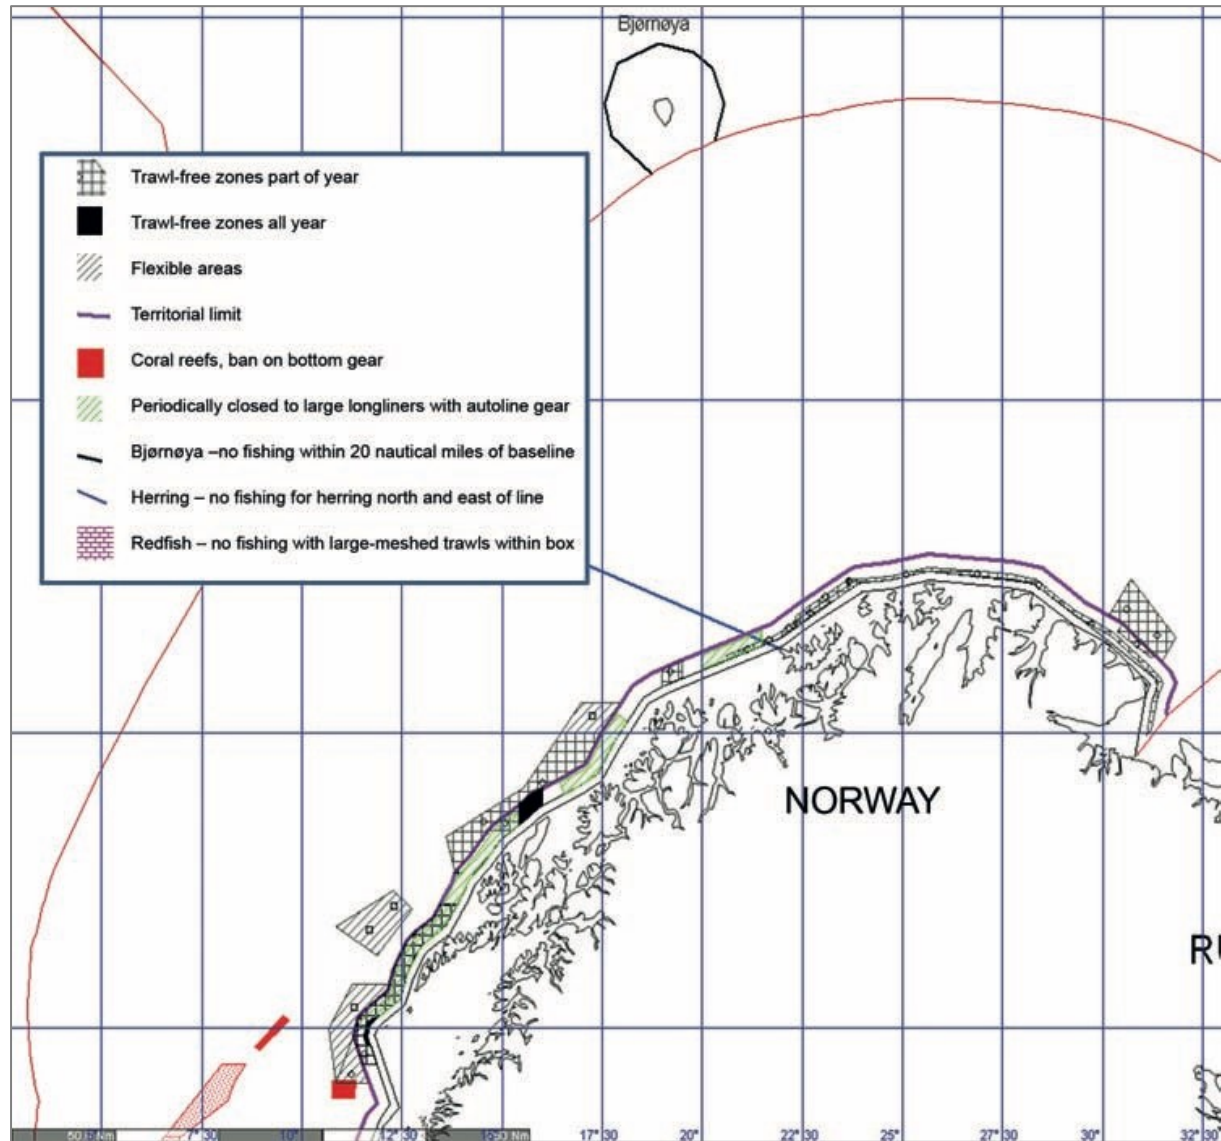 Bjørnøya
Trawl-free zones part of year
Trawl-free zones all year
Flexible areas
Territorial limit
Coral reefs, ban on bottom gear
Periodically closed to large longliners with autoline gear
Bjørnøya –no fishing within 20 nautical miles of baseline
Herring – no fishing for herring north and east of line
Redfish – no fishing with large-meshed trawls within box
NORWAY
RU
7° 30' 10° 12° 30' 17° 30' 20° 22° 30' 25° 27° 30' 30° 32° 30'